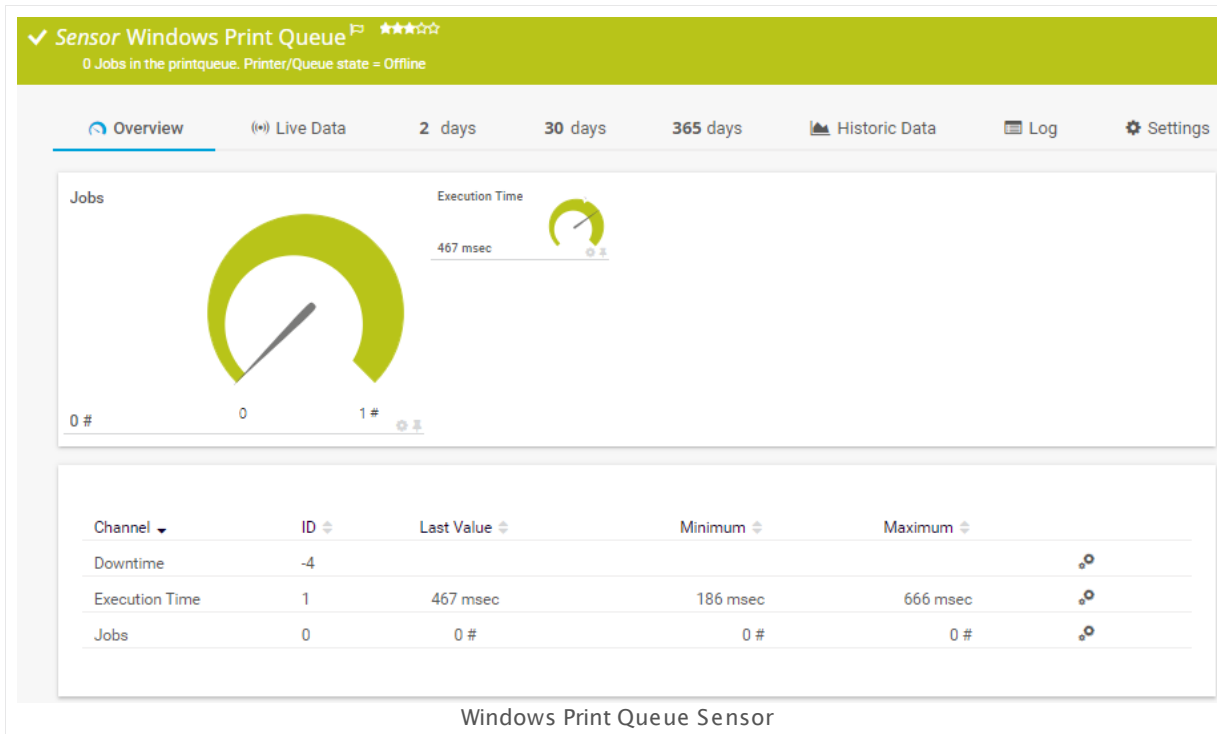 Sensor Windows Print Queue
0 Jobs in the printqueue. Printer/Queue state = Offline
Overview Live Data 2 days 30 days 365 days Historic Data Log Settings
Jobs
Execution Time
467 msec
0 # 0 1 #
Channel ID Last Value Minimum Maximum
Downtime -4
Execution Time 1 467 msec 186 msec 666 msec
Jobs 0 0 # 0 # 0 #
Windows Print Queue Sensor